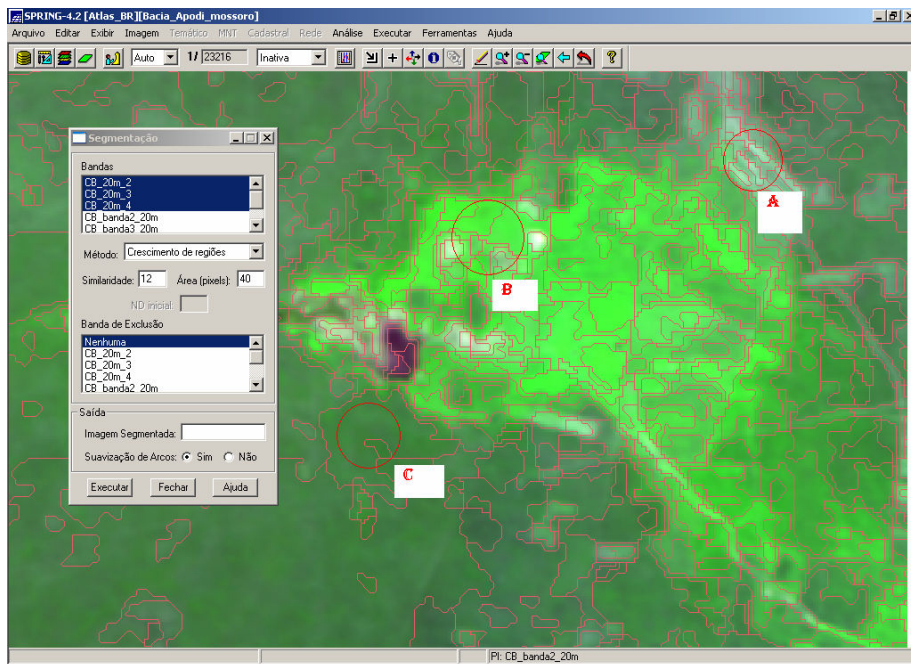 SPRING-4.2 [Atlas_BR][Bacia_Apodi_mossoro]
Arquivo Editar Exibir Imagem Temático MNT Cadastral Rede Análise Executar Ferramentas Ajuda
Auto 1/ 23216 Inativa
Segmentação
Bandas
CB_20m_2
CB_20m_3
CB_20m_4
CB_banda2_20m
CB_banda3_20m
Método: Crescimento de regiões
Similaridade: 12 Área (pixels): 40
ND inicial:
Banda de Exclusão
Nenhuma
CB_20m_2
CB_20m_3
CB_20m_4
CB_banda2_20m
Saída
Imagem Segmentada:
Suavização de Arcos: Sim Não
Executar Fechar Ajuda
A
B
C
PI: CB_banda2_20m